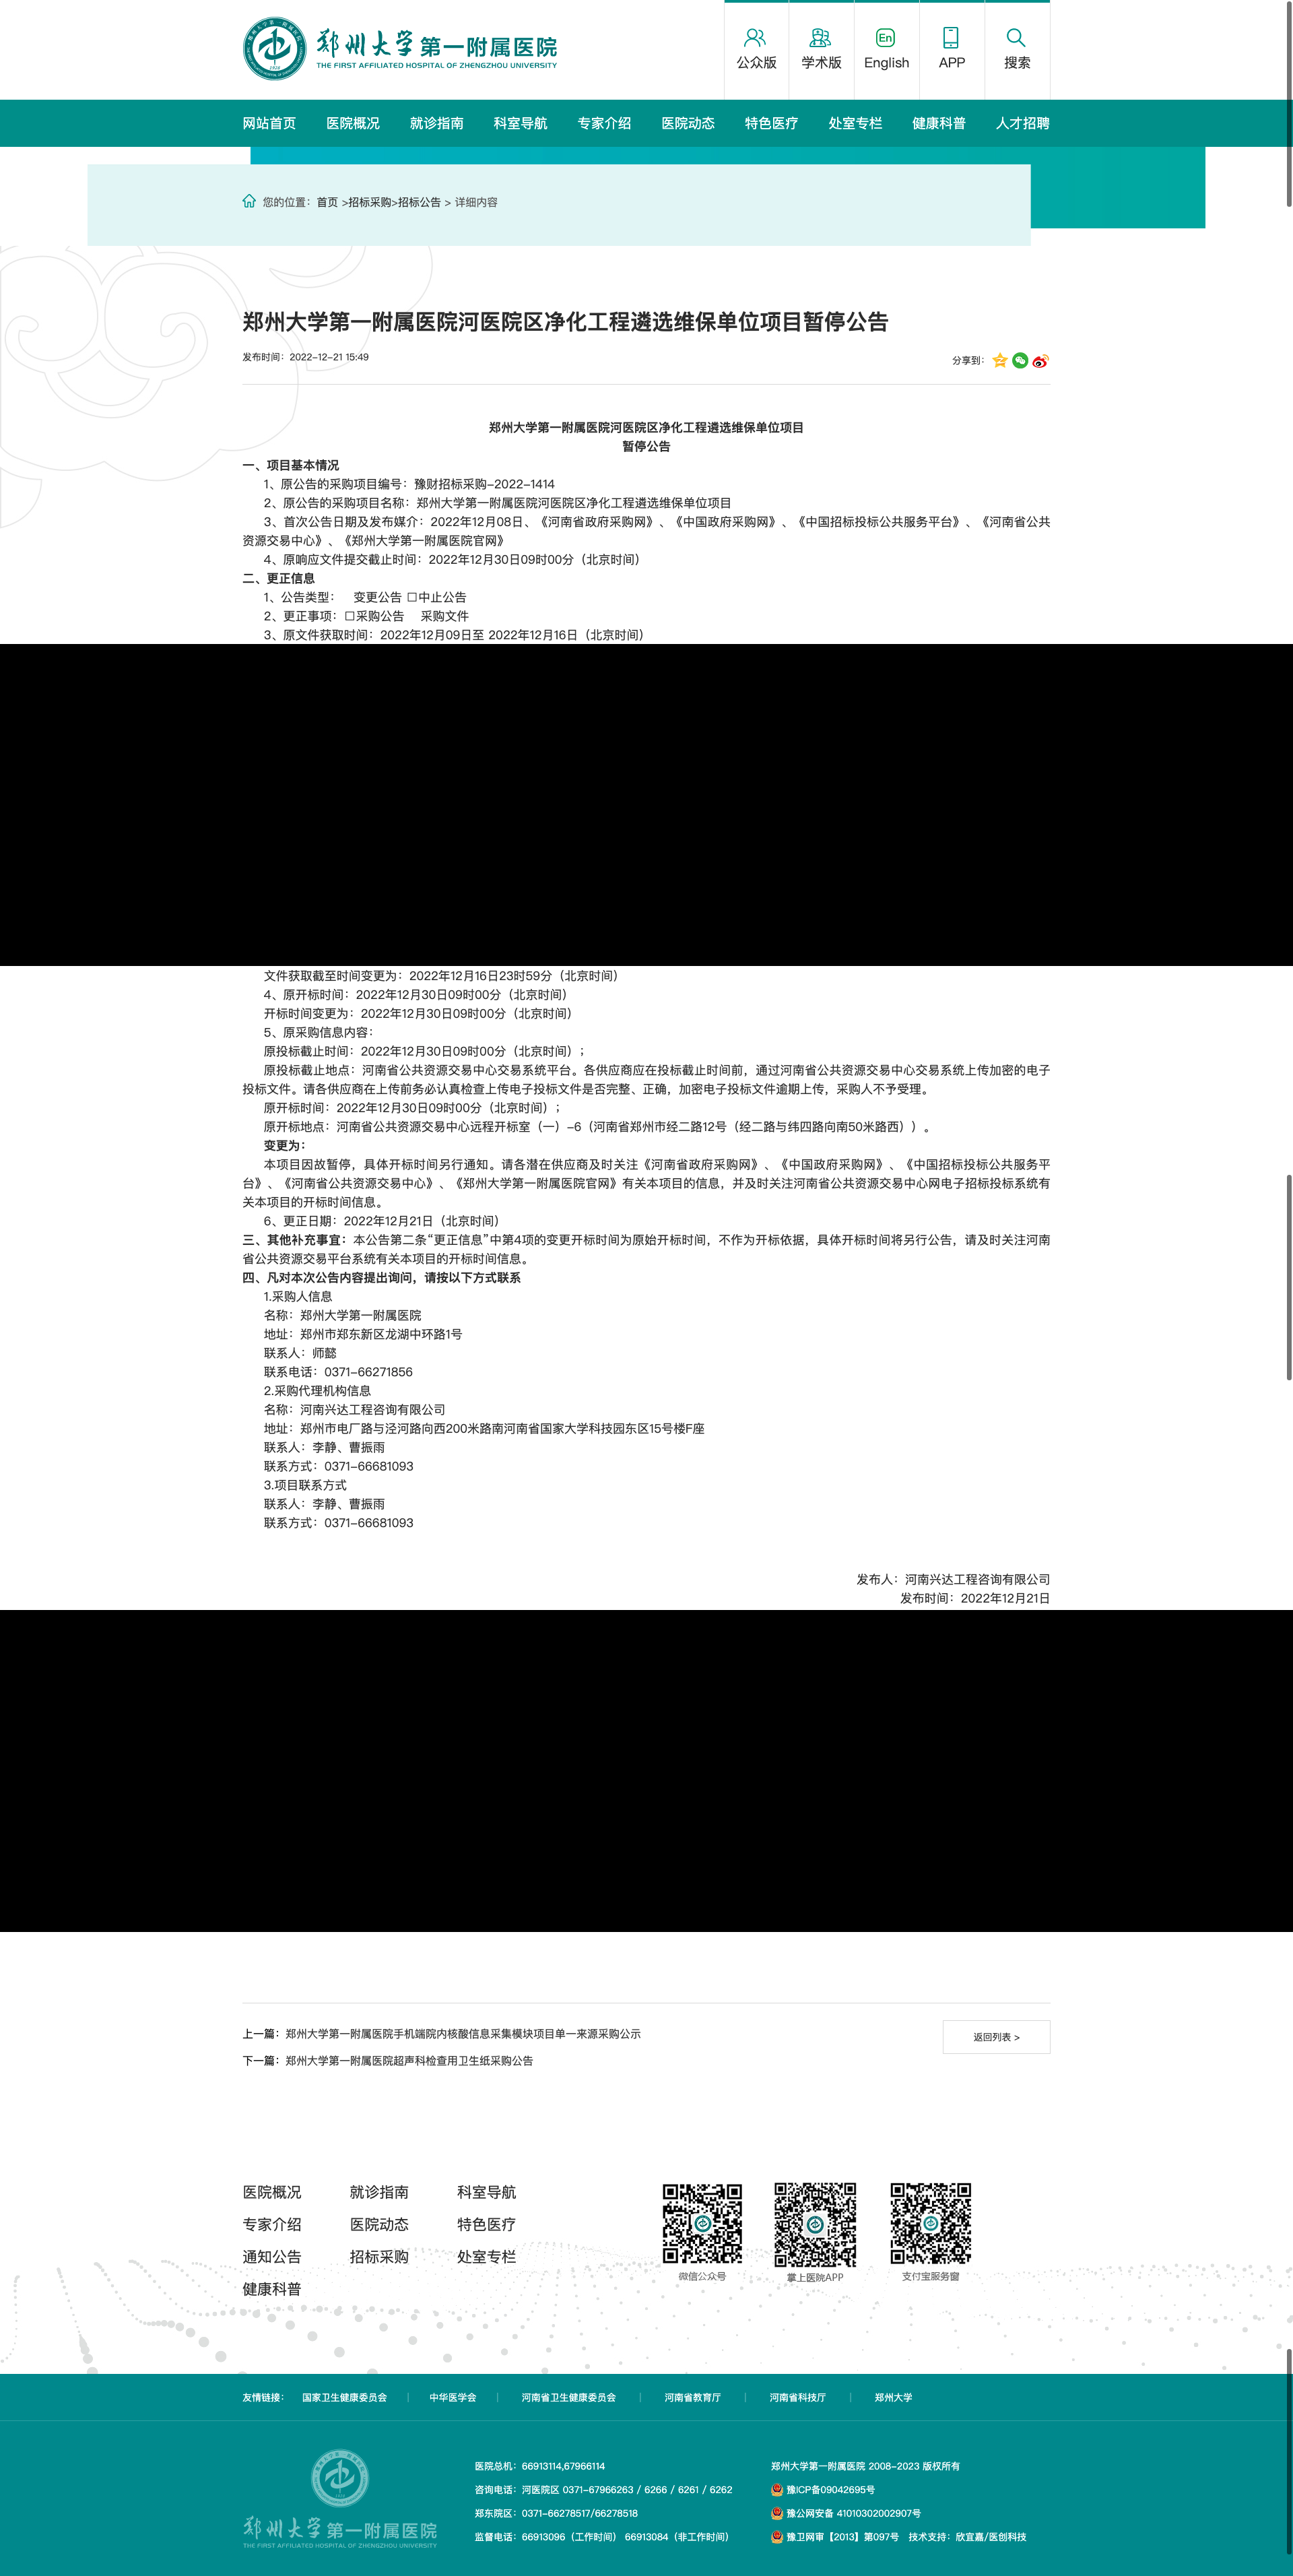 郑州大学第一附属医院
THE FIRST AFFILIATED HOSPITAL OF ZHENGZHOU UNIVERSITY
公众版 学术版 English APP 搜索
网站首页 医院概况 就诊指南 科室导航 专家介绍 医院动态 特色医疗 处室专栏 健康科普 人才招聘
您的位置：首页 >招标采购>招标公告 > 详细内容
郑州大学第一附属医院河医院区净化工程遴选维保单位项目暂停公告
发布时间：2022-12-21 15:49
分享到：
郑州大学第一附属医院河医院区净化工程遴选维保单位项目
暂停公告
一、项目基本情况
1、原公告的采购项目编号：豫财招标采购-2022-1414
2、原公告的采购项目名称：郑州大学第一附属医院河医院区净化工程遴选维保单位项目
3、首次公告日期及发布媒介：2022年12月08日、《河南省政府采购网》、《中国政府采购网》、《中国招标投标公共服务平台》、《河南省公共
资源交易中心》、《郑州大学第一附属医院官网》
4、原响应文件提交截止时间：2022年12月30日09时00分（北京时间）
二、更正信息
1、公告类型： 变更公告 □中止公告
2、更正事项：□采购公告 采购文件
3、原文件获取时间：2022年12月09日至 2022年12月16日（北京时间）
文件获取截至时间变更为：2022年12月16日23时59分（北京时间）
4、原开标时间：2022年12月30日09时00分（北京时间）
开标时间变更为：2022年12月30日09时00分（北京时间）
5、原采购信息内容：
原投标截止时间：2022年12月30日09时00分（北京时间）；
原投标截止地点：河南省公共资源交易中心交易系统平台。各供应商应在投标截止时间前，通过河南省公共资源交易中心交易系统上传加密的电子
投标文件。请各供应商在上传前务必认真检查上传电子投标文件是否完整、正确，加密电子投标文件逾期上传，采购人不予受理。
原开标时间：2022年12月30日09时00分（北京时间）；
原开标地点：河南省公共资源交易中心远程开标室（一）-6（河南省郑州市经二路12号（经二路与纬四路向南50米路西））。
变更为：
本项目因故暂停，具体开标时间另行通知。请各潜在供应商及时关注《河南省政府采购网》、《中国政府采购网》、《中国招标投标公共服务平
台》、《河南省公共资源交易中心》、《郑州大学第一附属医院官网》有关本项目的信息，并及时关注河南省公共资源交易中心网电子招标投标系统有
关本项目的开标时间信息。
6、更正日期：2022年12月21日（北京时间）
三、其他补充事宜：本公告第二条“更正信息”中第4项的变更开标时间为原始开标时间，不作为开标依据，具体开标时间将另行公告，请及时关注河南
省公共资源交易平台系统有关本项目的开标时间信息。
四、凡对本次公告内容提出询问，请按以下方式联系
1.采购人信息
名称：郑州大学第一附属医院
地址：郑州市郑东新区龙湖中环路1号
联系人：师懿
联系电话：0371-66271856
2.采购代理机构信息
名称：河南兴达工程咨询有限公司
地址：郑州市电厂路与泾河路向西200米路南河南省国家大学科技园东区15号楼F座
联系人：李静、曹振雨
联系方式：0371-66681093
3.项目联系方式
联系人：李静、曹振雨
联系方式：0371-66681093
发布人：河南兴达工程咨询有限公司
发布时间：2022年12月21日
上一篇：郑州大学第一附属医院手机端院内核酸信息采集模块项目单一来源采购公示
返回列表 >
下一篇：郑州大学第一附属医院超声科检查用卫生纸采购公告
医院概况 就诊指南 科室导航
专家介绍 医院动态 特色医疗
通知公告 招标采购 处室专栏
健康科普
微信公众号 掌上医院APP 支付宝服务窗
友情链接： 国家卫生健康委员会 | 中华医学会 | 河南省卫生健康委员会 | 河南省教育厅 | 河南省科技厅 | 郑州大学
郑州大学第一附属医院
THE FIRST AFFILIATED HOSPITAL OF ZHENGZHOU UNIVERSITY
医院总机：66913114,67966114
咨询电话：河医院区 0371-67966263 / 6266 / 6261 / 6262
郑东院区：0371-66278517/66278518
监督电话：66913096（工作时间） 66913084（非工作时间）
郑州大学第一附属医院 2008-2023 版权所有
豫ICP备09042695号
豫公网安备 41010302002907号
豫卫网审【2013】第097号 技术支持：欣宜嘉/医创科技